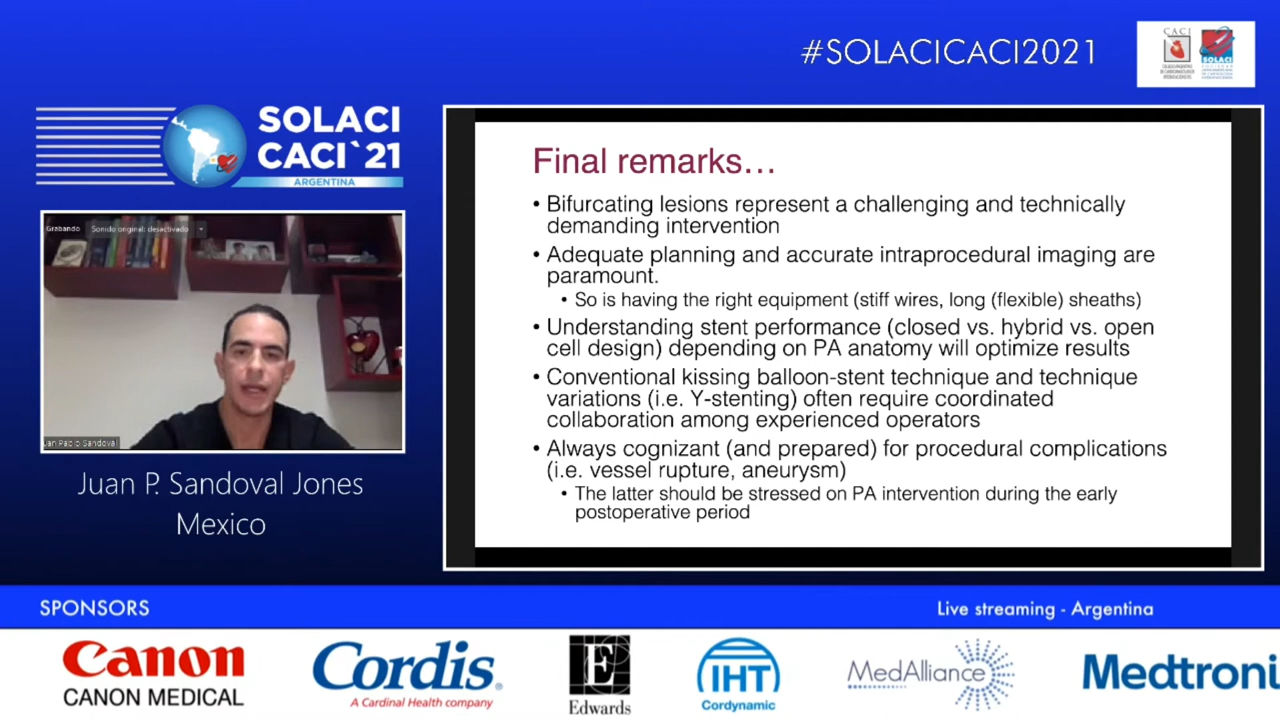 #SOLACICACI2021
CACI
SOLACI
SOLACI
CACI`21
ARGENTINA
Grabando
Sonido original: desactivado
uan Pablo Sandoval
Juan P. Sandoval Jones
Mexico
Final remarks…
• Bifurcating lesions represent a challenging and technically
demanding intervention
• Adequate planning and accurate intraprocedural imaging are
paramount.
• So is having the right equipment (stiff wires, long (flexible) sheaths)
• Understanding stent performance (closed vs. hybrid vs. open
cell design) depending on PA anatomy will optimize results
• Conventional kissing balloon-stent technique and technique
variations (i.e. Y-stenting) often require coordinated
collaboration among experienced operators
• Always cognizant (and prepared) for procedural complications
(i.e. vessel rupture, aneurysm)
• The latter should be stressed on PA intervention during the early
postoperative period
SPONSORS
Live streaming - Argentina
Canon
CANON MEDICAL
Cordis®
A Cardinal Health company
E
Edwards
IHT
Cordynamic
MedAlliance
Medtroni